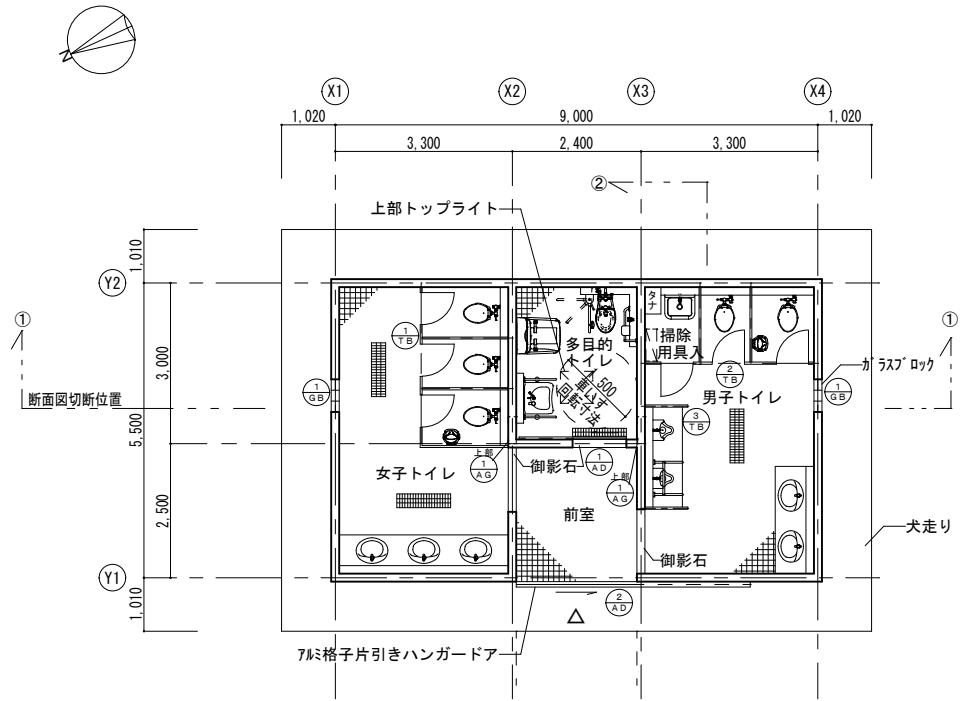 N
X1 X2 X3 X4
1,020 9,000 1,020
3,300 2,400 3,300
②
上部トップライト
1,010
Y2
タナ
①
①
掃除
用具入
多目的
トイレ
1
TB
3,000
ガラスブロック
2
TB
1
GB
男子トイレ
1
GB
1,500
車いす
回転寸法
断面図切断位置
5,500
3
TB
上部
1
AG
御影石
1
AD
女子トイレ
上部
1
AG
2,500
前室
犬走り
御影石
Y1
2
AD
1,010
アルミ格子片引きハンガードア